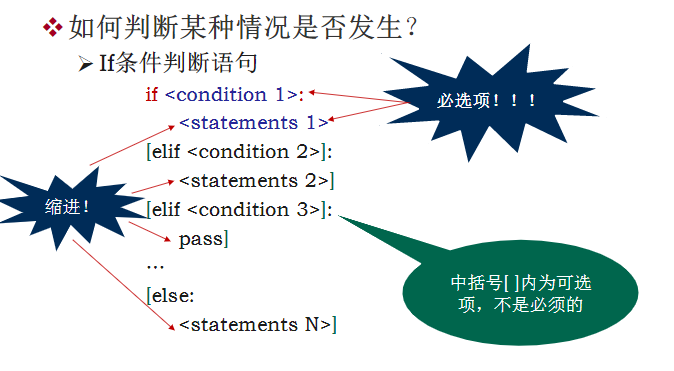 如何判断某种情况是否发生?
If条件判断语句
if <condition 1>:
<statements 1>
[elif <condition 2>]:
<statements 2>]
[elif <condition 3>]:
pass]
...
[else:
<statements N>]
必选项!!!
缩进!
中括号[ ]内为可选
项,不是必须的